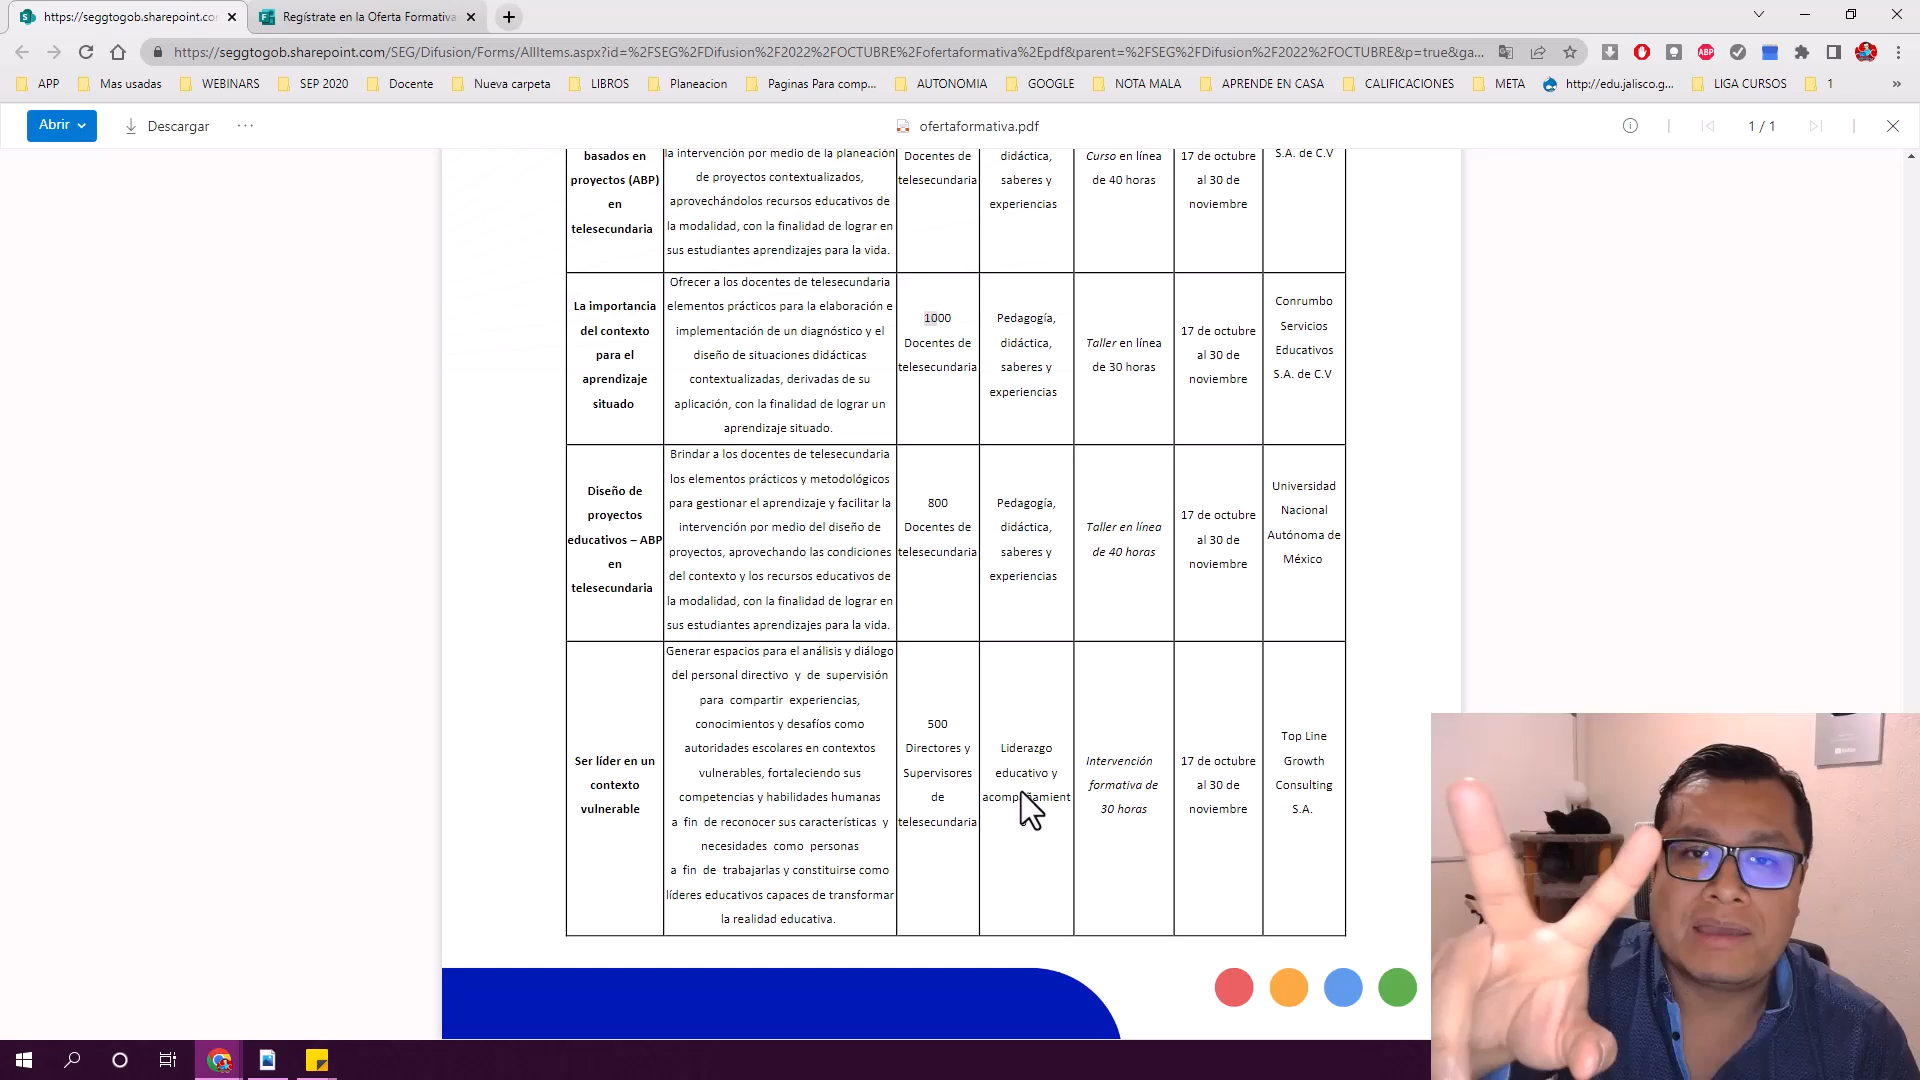 https://seggtogob.sharepoint.con
Regístrate en la Oferta Formativa
https://seggtogob.sharepoint.com/SEG/Difusion/Forms/AllItems.aspx?id=%2FSEG%2FDifusion%2F2022%2FOCTUBRE%2Fofertaformativa%2Epdf&parent=%2FSEG%2FDifusion%2F2022%2FOCTUBRE&p=true&ga...
APP
Mas usadas
WEBINARS
SEP 2020
Docente
Nueva carpeta
LIBROS
Planeacion
Paginas Para comp...
AUTONOMIA
GOOGLE
NOTA MALA
APRENDE EN CASA
CALIFICACIONES
META
http://edu.jalisco.g...
LIGA CURSOS
1
»
Abrir
Descargar
...
ofertaformativa.pdf
1 / 1
basados en
proyectos (ABP)
en
telesecundaria
la intervención por medio de la planeación
de proyectos contextualizados,
aprovechándolos recursos educativos de
la modalidad, con la finalidad de lograr en
sus estudiantes aprendizajes para la vida.
Docentes de
telesecundaria
didáctica,
saberes y
experiencias
Curso en línea
de 40 horas
17 de octubre
al 30 de
noviembre
S.A. de C.V
La importancia
del contexto
para el
aprendizaje
situado
Ofrecer a los docentes de telesecundaria
elementos prácticos para la elaboración e
implementación de un diagnóstico y el
diseño de situaciones didácticas
contextualizadas, derivadas de su
aplicación, con la finalidad de lograr un
aprendizaje situado.
1000
Docentes de
telesecundaria
Pedagogía,
didáctica,
saberes y
experiencias
Taller en línea
de 30 horas
17 de octubre
al 30 de
noviembre
Conrumbo
Servicios
Educativos
S.A. de C.V
Diseño de
proyectos
educativos – ABP
en
telesecundaria
Brindar a los docentes de telesecundaria
los elementos prácticos y metodológicos
para gestionar el aprendizaje y facilitar la
intervención por medio del diseño de
proyectos, aprovechando las condiciones
del contexto y los recursos educativos de
la modalidad, con la finalidad de lograr en
sus estudiantes aprendizajes para la vida.
800
Docentes de
telesecundaria
Pedagogía,
didáctica,
saberes y
experiencias
Taller en línea
de 40 horas
17 de octubre
al 30 de
noviembre
Universidad
Nacional
Autónoma de
México
Ser líder en un
contexto
vulnerable
Generar espacios para el análisis y diálogo
del personal directivo y de supervisión
para compartir experiencias,
conocimientos y desafíos como
autoridades escolares en contextos
vulnerables, fortaleciendo sus
competencias y habilidades humanas
a fin de reconocer sus características y
necesidades como personas
a fin de trabajarlas y constituirse como
líderes educativos capaces de transformar
la realidad educativa.
500
Directores y
Supervisores
de
telesecundaria
Liderazgo
educativo y
Intervención
formativa de
30 horas
17 de octubre
al 30 de
noviembre
Top Line
Growth
Consulting
S.A.